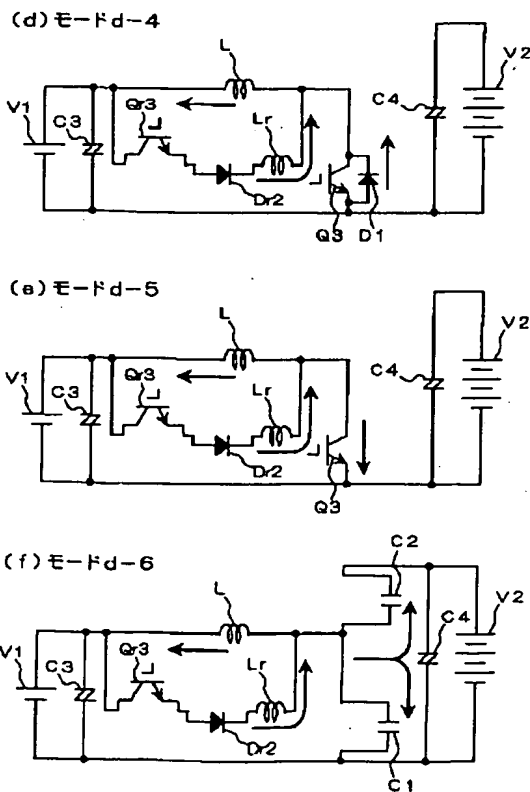 (d)モードd-4
L
V2
V1
C3
Qr3
Lr
C4
Dr2
Q3 D1
(e)モードd-5
L
V2
V1
C3
Qr3
Lr
C4
Dr2
Q3
(f)モードd-6
C2
L
V2
V1
C3
Qr3
Lr
C4
Dr2
C1